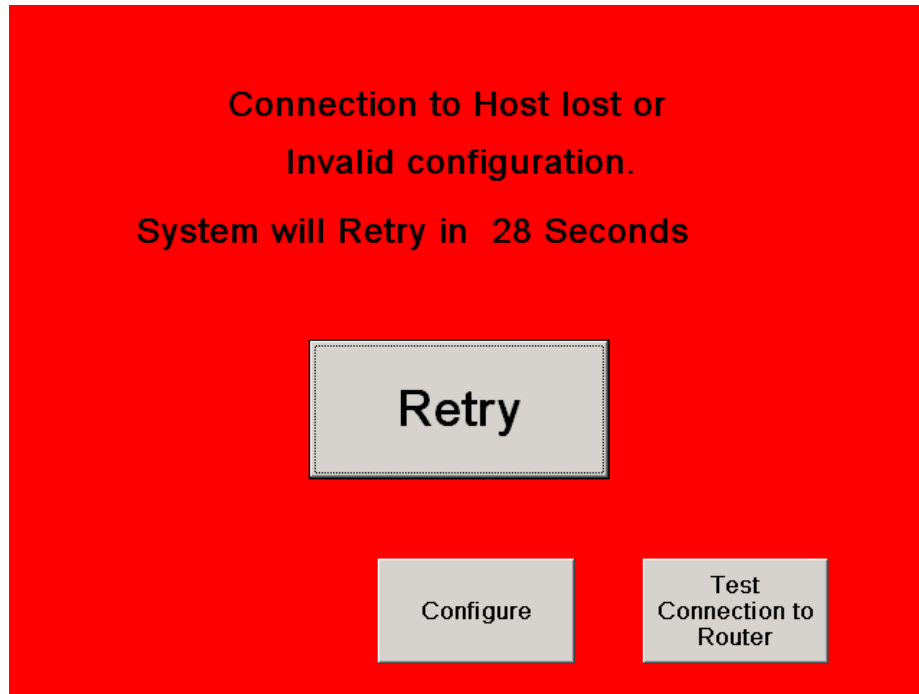 Connection to Host lost or
Invalid configuration.
System will Retry in 28 Seconds
Retry
Configure
Test
Connection to
Router